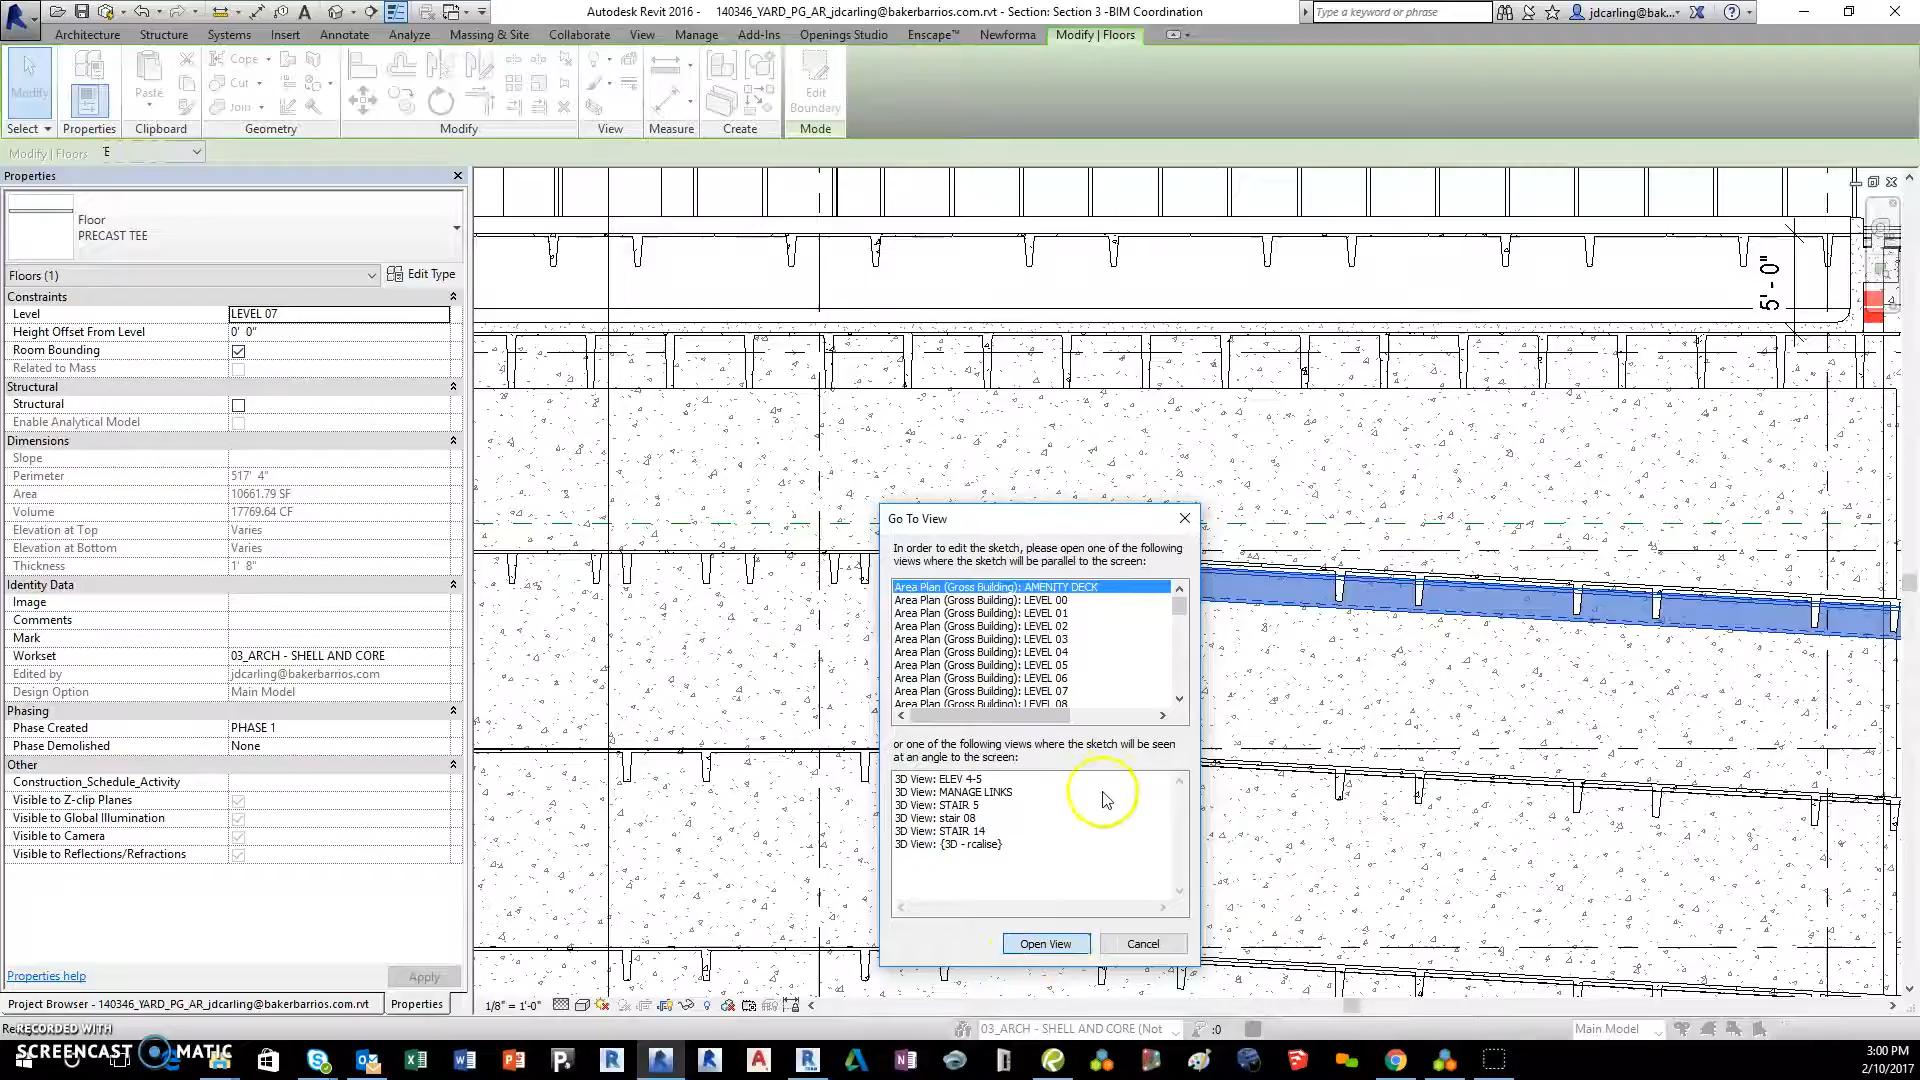 Autodesk Revit 2016 -     140346_YARD_PG_AR_jdcarling@bakerbarrios.com.rvt - Section: Section 3 -BIM Coordination
Type a keyword or phrase
jdcarling@bak...
Architecture Structure Systems Insert Annotate Analyze Massing & Site Collaborate View Manage Add-Ins Openings Studio Enscape™ Newforma Modify | Floors
Modify
Paste
Cope
Cut
Join
Edit
Boundary
Select Properties Clipboard Geometry Modify View Measure Create Mode
Modify | Floors
Properties
Floor
PRECAST TEE
Floors (1)
Edit Type
Constraints
Level LEVEL 07
Height Offset From Level 0' 0"
Room Bounding
Related to Mass
Structural
Structural
Enable Analytical Model
Dimensions
Slope
Perimeter 517' 4"
Area 10661.79 SF
Volume 17769.64 CF
Elevation at Top Varies
Elevation at Bottom Varies
Thickness 1' 8"
Identity Data
Image
Comments
Mark
Workset 03_ARCH - SHELL AND CORE
Edited by jdcarling@bakerbarrios.com
Design Option Main Model
Phasing
Phase Created PHASE 1
Phase Demolished None
Other
Construction_Schedule_Activity
Visible to Z-clip Planes
Visible to Global Illumination
Visible to Camera
Visible to Reflections/Refractions
Properties help
Apply
Project Browser - 140346_YARD_PG_AR_jdcarling@bakerbarrios.com.rvt
Properties
5' - 0"
Go To View
In order to edit the sketch, please open one of the following
views where the sketch will be parallel to the screen:
Area Plan (Gross Building): AMENITY DECK
Area Plan (Gross Building): LEVEL 00
Area Plan (Gross Building): LEVEL 01
Area Plan (Gross Building): LEVEL 02
Area Plan (Gross Building): LEVEL 03
Area Plan (Gross Building): LEVEL 04
Area Plan (Gross Building): LEVEL 05
Area Plan (Gross Building): LEVEL 06
Area Plan (Gross Building): LEVEL 07
Area Plan (Gross Building): LEVEL 08
or one of the following views where the sketch will be seen
at an angle to the screen:
3D View: ELEV 4-5
3D View: MANAGE LINKS
3D View: STAIR 5
3D View: stair 08
3D View: STAIR 14
3D View: {3D - rcalise}
Open View
Cancel
1/8" = 1'-0"
03_ARCH - SHELL AND CORE (Not
:0
Main Model
RECORDED WITH
SCREENCAST MATIC
3:00 PM
2/10/2017